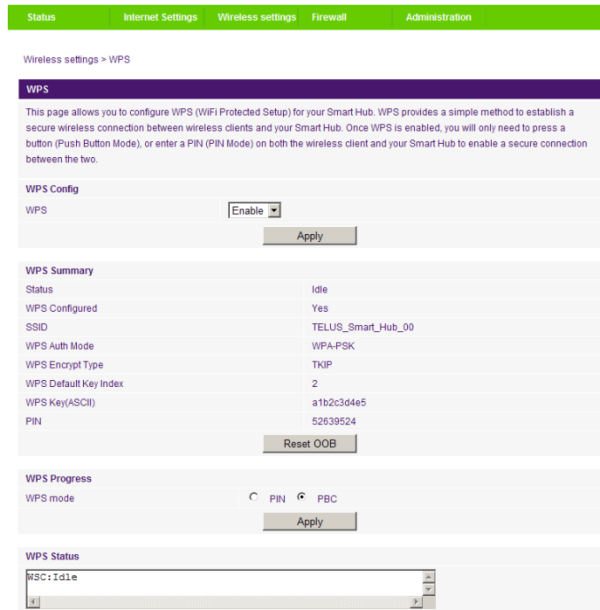 Status Internet Settings Wireless settings Firewall Administration
Wireless settings > WPS
WPS
This page allows you to configure WPS (WiFi Protected Setup) for your Smart Hub. WPS provides a simple method to establish a
secure wireless connection between wireless clients and your Smart Hub. Once WPS is enabled, you will only need to press a
button (Push Button Mode), or enter a PIN (PIN Mode) on both the wireless client and your Smart Hub to enable a secure connection
between the two.
WPS Config
WPS Enable
Apply
WPS Summary
Status Idle
WPS Configured Yes
SSID TELUS_Smart_Hub_00
WPS Auth Mode WPA-PSK
WPS Encrypt Type TKIP
WPS Default Key Index 2
WPS Key(ASCII) a1b2c3d4e5
PIN 52639524
Reset OOB
WPS Progress
WPS mode PIN PBC
Apply
WPS Status
WSC:Idle